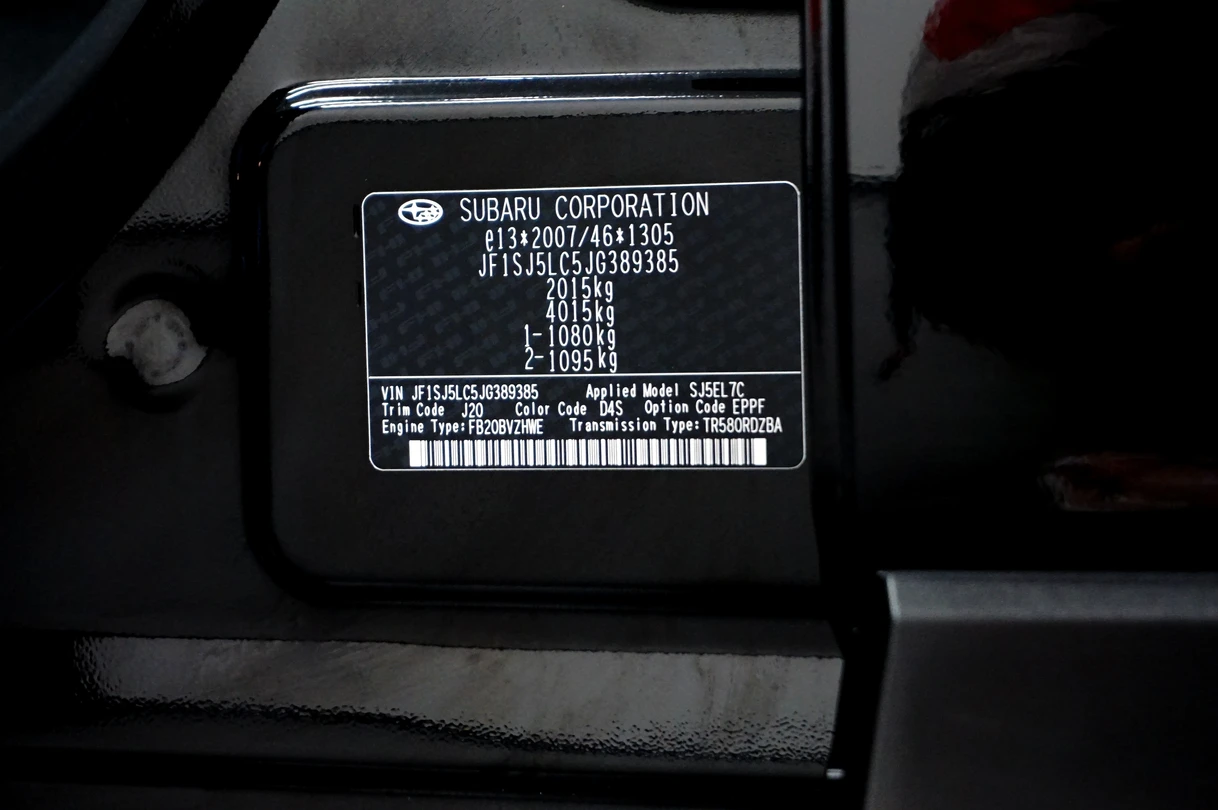 SUBARU CORPORATION
e13*2007/46*1305
JF1SJ5LC5JG389385
2015kg
4015kg
1-1080kg
2-1095kg
VIN JF1SJ5LC5JG389385 Applied Model SJ5EL7C
Trim Code J20 Color Code D4S Option Code EPPF
Engine Type:FB20BVZHWE Transmission Type:TR580RDZBA